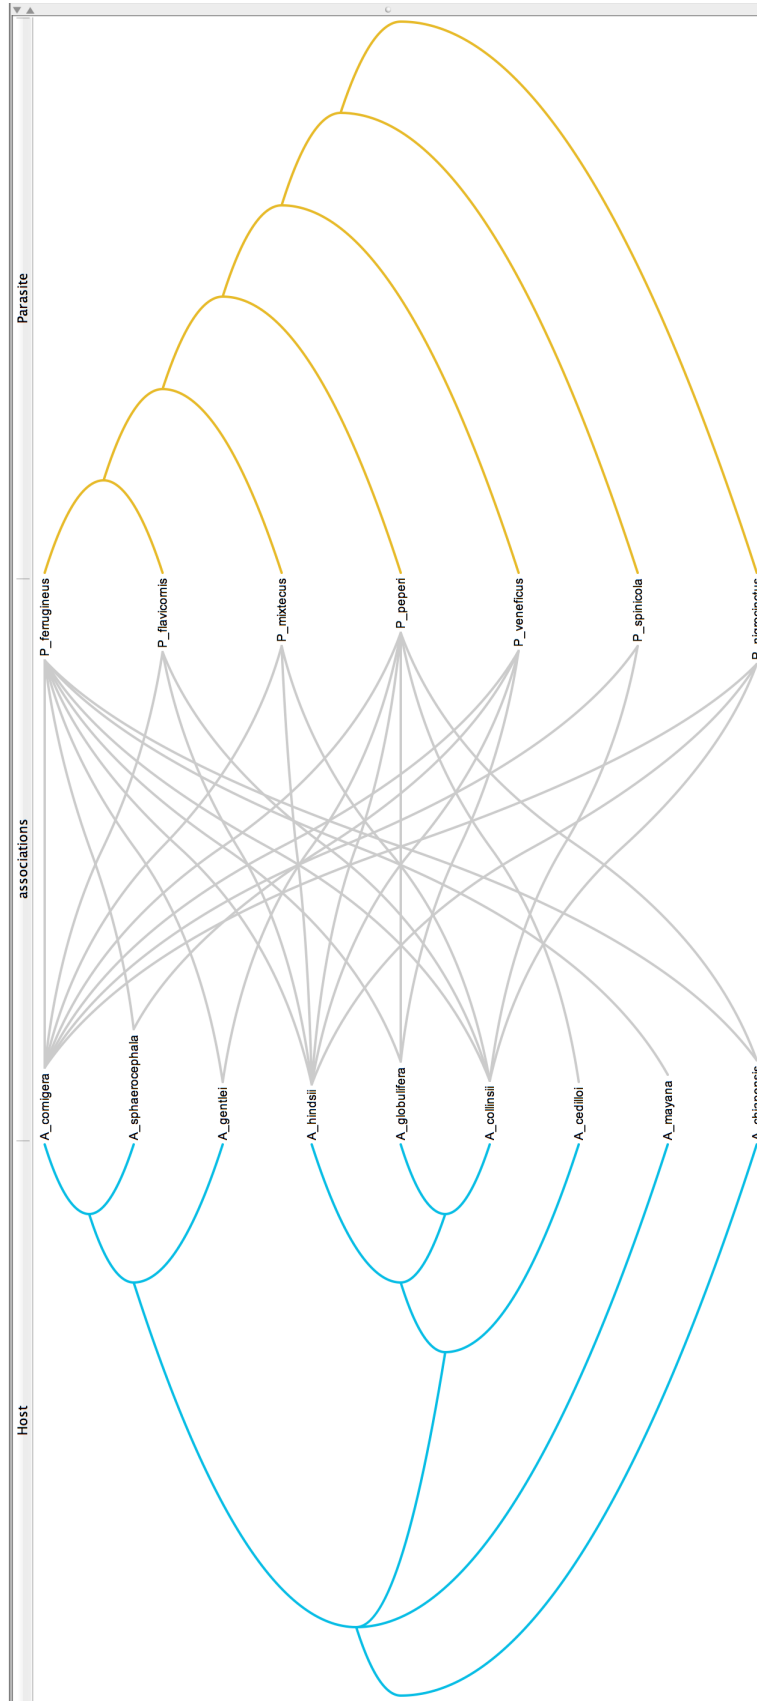 Parasite
P_ferrugineus
P_flavicornis
P_mixtecus
P_peperi
P_veneficus
P_spinicola
associations
A_cornigera
A_sphaerocephala
A_gentlei
A_hindsii
A_globulifera
A_collinsii
A_cedilloi
A_mayana
Host